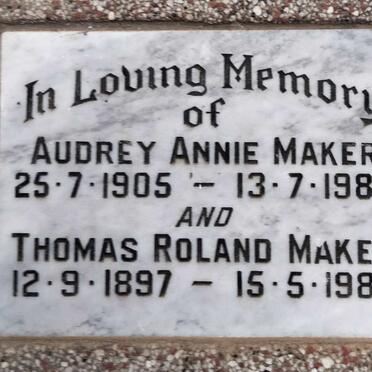 In Loving Memory
of
AUDREY ANNIE MAKER
25·7·1905 – 13·7·198
AND
THOMAS ROLAND MAKE
12·9·1897 – 15·5·198